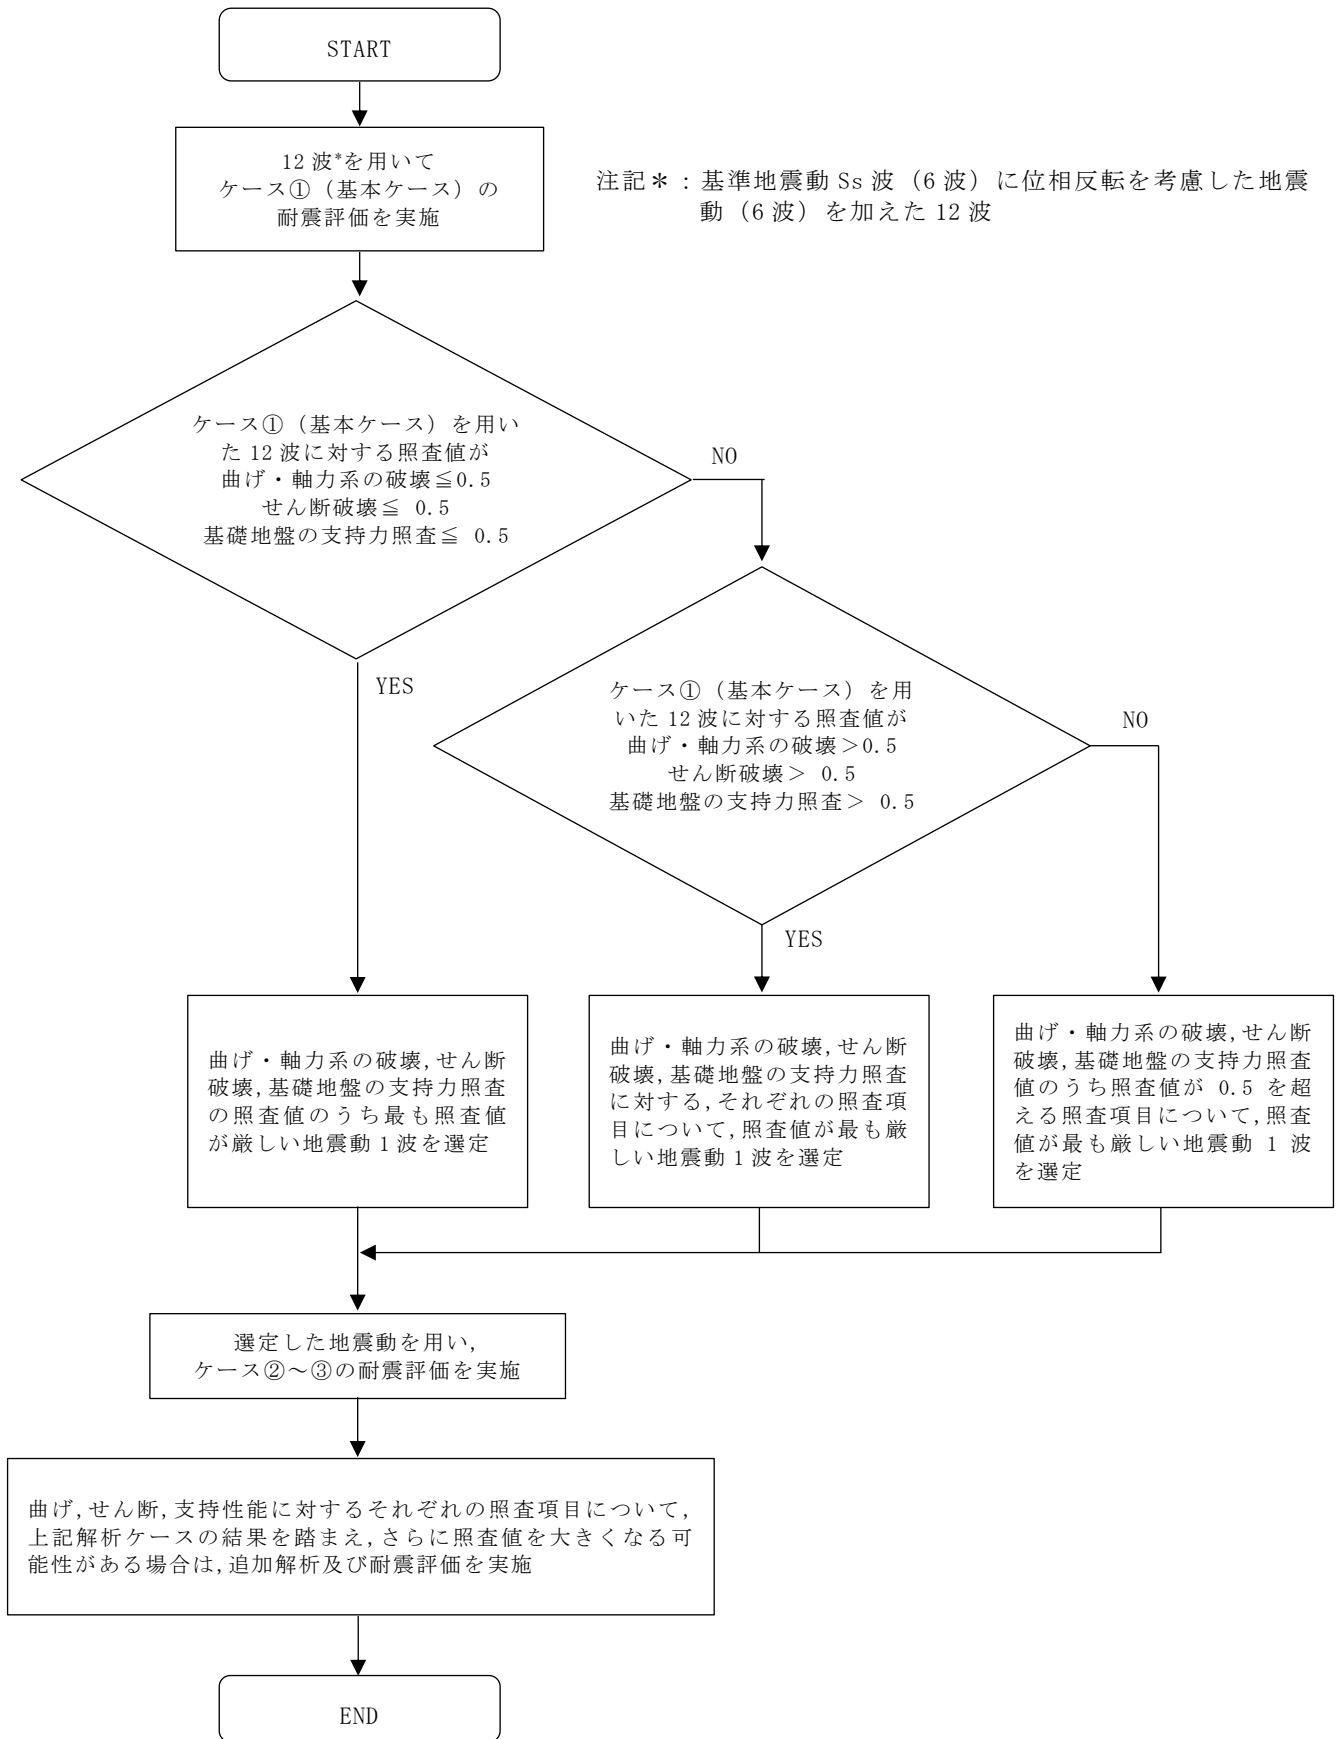 START
12 波*を用いて
ケース①（基本ケース）の
耐震評価を実施
注記＊：基準地震動 Ss 波（6 波）に位相反転を考慮した地震
動（6 波）を加えた 12 波
ケース①（基本ケース）を用い
た 12 波に対する照査値が
曲げ・軸力系の破壊≦0.5
せん断破壊≦ 0.5
基礎地盤の支持力照査≦ 0.5
NO
YES
ケース①（基本ケース）を用
いた 12 波に対する照査値が
曲げ・軸力系の破壊＞0.5
せん断破壊＞ 0.5
基礎地盤の支持力照査＞ 0.5
NO
YES
曲げ・軸力系の破壊,せん断
破壊,基礎地盤の支持力照査
の照査値のうち最も照査値
が厳しい地震動 1 波を選定
曲げ・軸力系の破壊,せん断
破壊,基礎地盤の支持力照査
に対する,それぞれの照査項
目について,照査値が最も厳
しい地震動 1 波を選定
曲げ・軸力系の破壊,せん断
破壊,基礎地盤の支持力照査
値のうち照査値が 0.5 を超
える照査項目について,照査
値が最も厳しい地震動 1 波
を選定
選定した地震動を用い,
ケース②～③の耐震評価を実施
曲げ,せん断,支持性能に対するそれぞれの照査項目について,
上記解析ケースの結果を踏まえ,さらに照査値を大きくなる可
能性がある場合は,追加解析及び耐震評価を実施
END